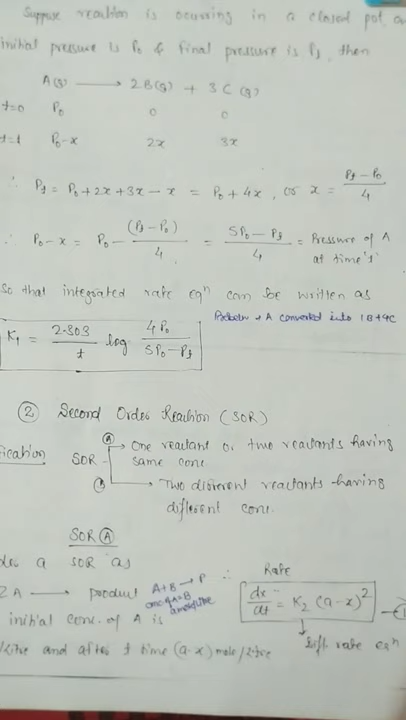 Suppose reaction is ocurring in a closed pot
initial pressure is P₀ & final pressure is Pf, then
A(g) ⟶ 2B(g) + 3C(g)
t=0 P₀ 0 0
t=t P₀-x 2x 3x
∴ Pf = P₀+2x+3x-x = P₀+4x, or x = (Pf-P₀)/4
∴ P₀-x = P₀ - (Pf-P₀)/4 = (5P₀-Pf)/4 = Pressure of A at time 't'
So that integrated rate eqⁿ can be written as
A converted into
K₁ = 2.303/t log 4P₀/(5P₀-Pf)
② Second Order Reaction (SOR)
SOR
Ⓐ → One reactant or two reactants having same conc
Ⓑ → Two different reactants having different conc.
SOR Ⓐ
a SOR as
2A ⟶ product A+B→P ∴ Rate
dx/dt = K₂ (a-x)²
initial conc. of A is
and after t time (a-x) mole/litre
diff. rate eqⁿ